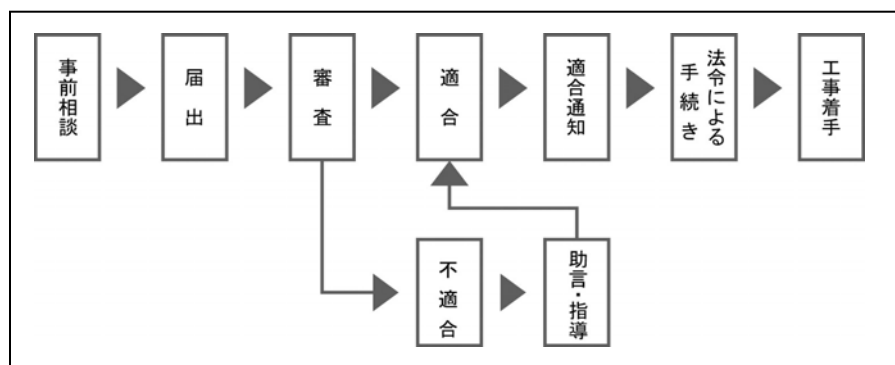 事前相談
届出
審査
適合
適合通知
法令による
手続き
工事着手
不適合
助言・指導